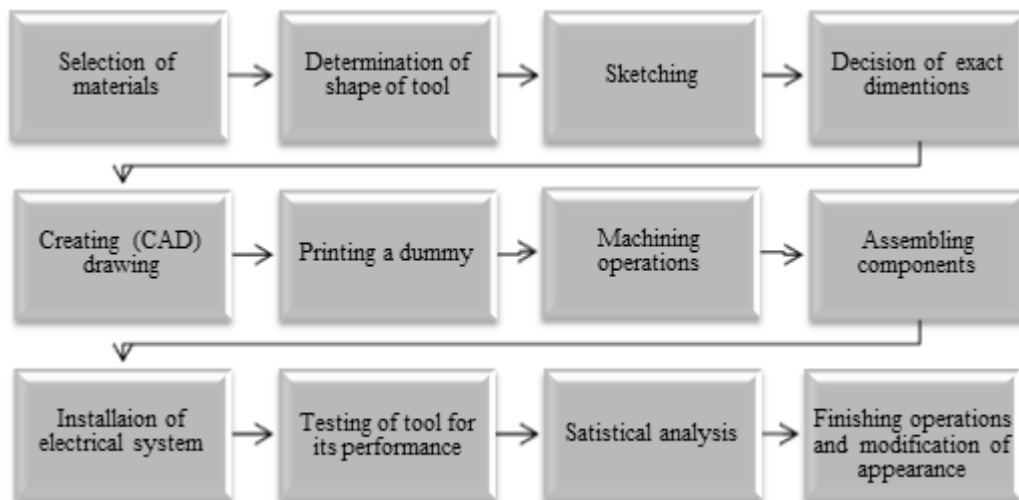 Selection of
materials
Determination of
shape of tool
Sketching
Decision of exact
dimentions
Creating (CAD)
drawing
Printing a dummy
Machining
operations
Assembling
components
Installaion of
electrical system
Testing of tool for
its performance
Satistical analysis
Finishing operations
and modification of
appearance